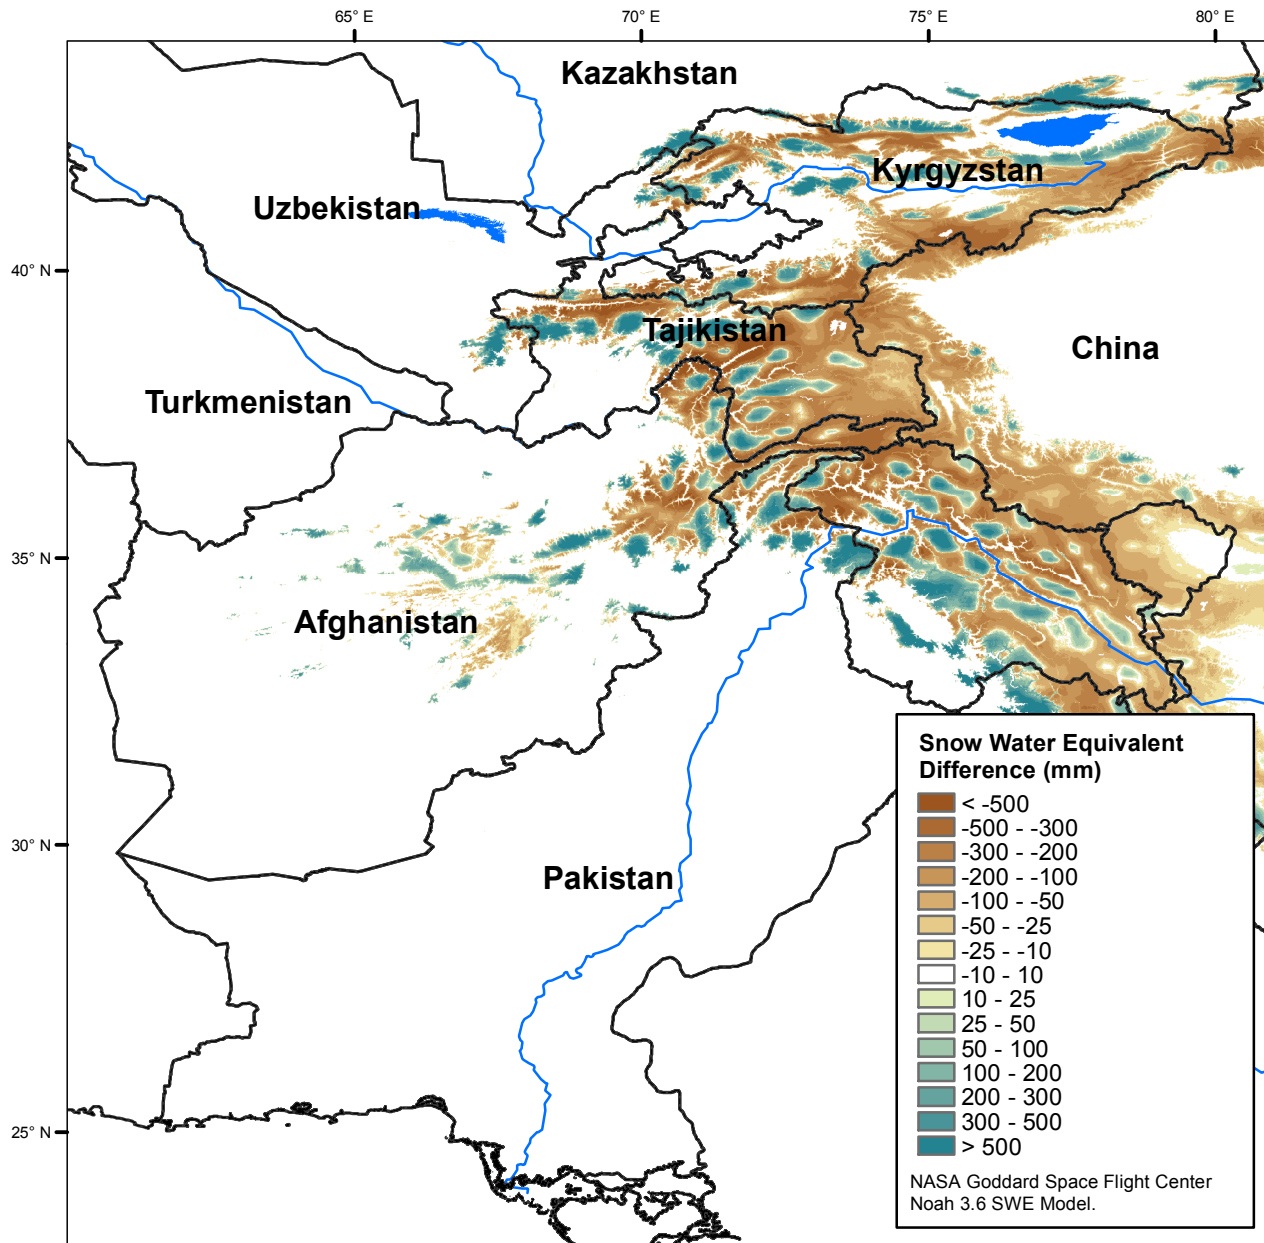 65° E
70° E
75° E
80° E
Kazakhstan
Kyrgyzstan
Uzbekistan
40° N
Tajikistan
China
Turkmenistan
35° N
Afghanistan
30° N
Pakistan
25° N
Snow Water Equivalent
Difference (mm)
< -500
-500 - -300
-300 - -200
-200 - -100
-100 - -50
-50 - -25
-25 - -10
-10 - 10
10 - 25
25 - 50
50 - 100
100 - 200
200 - 300
300 - 500
> 500
NASA Goddard Space Flight Center
Noah 3.6 SWE Model.